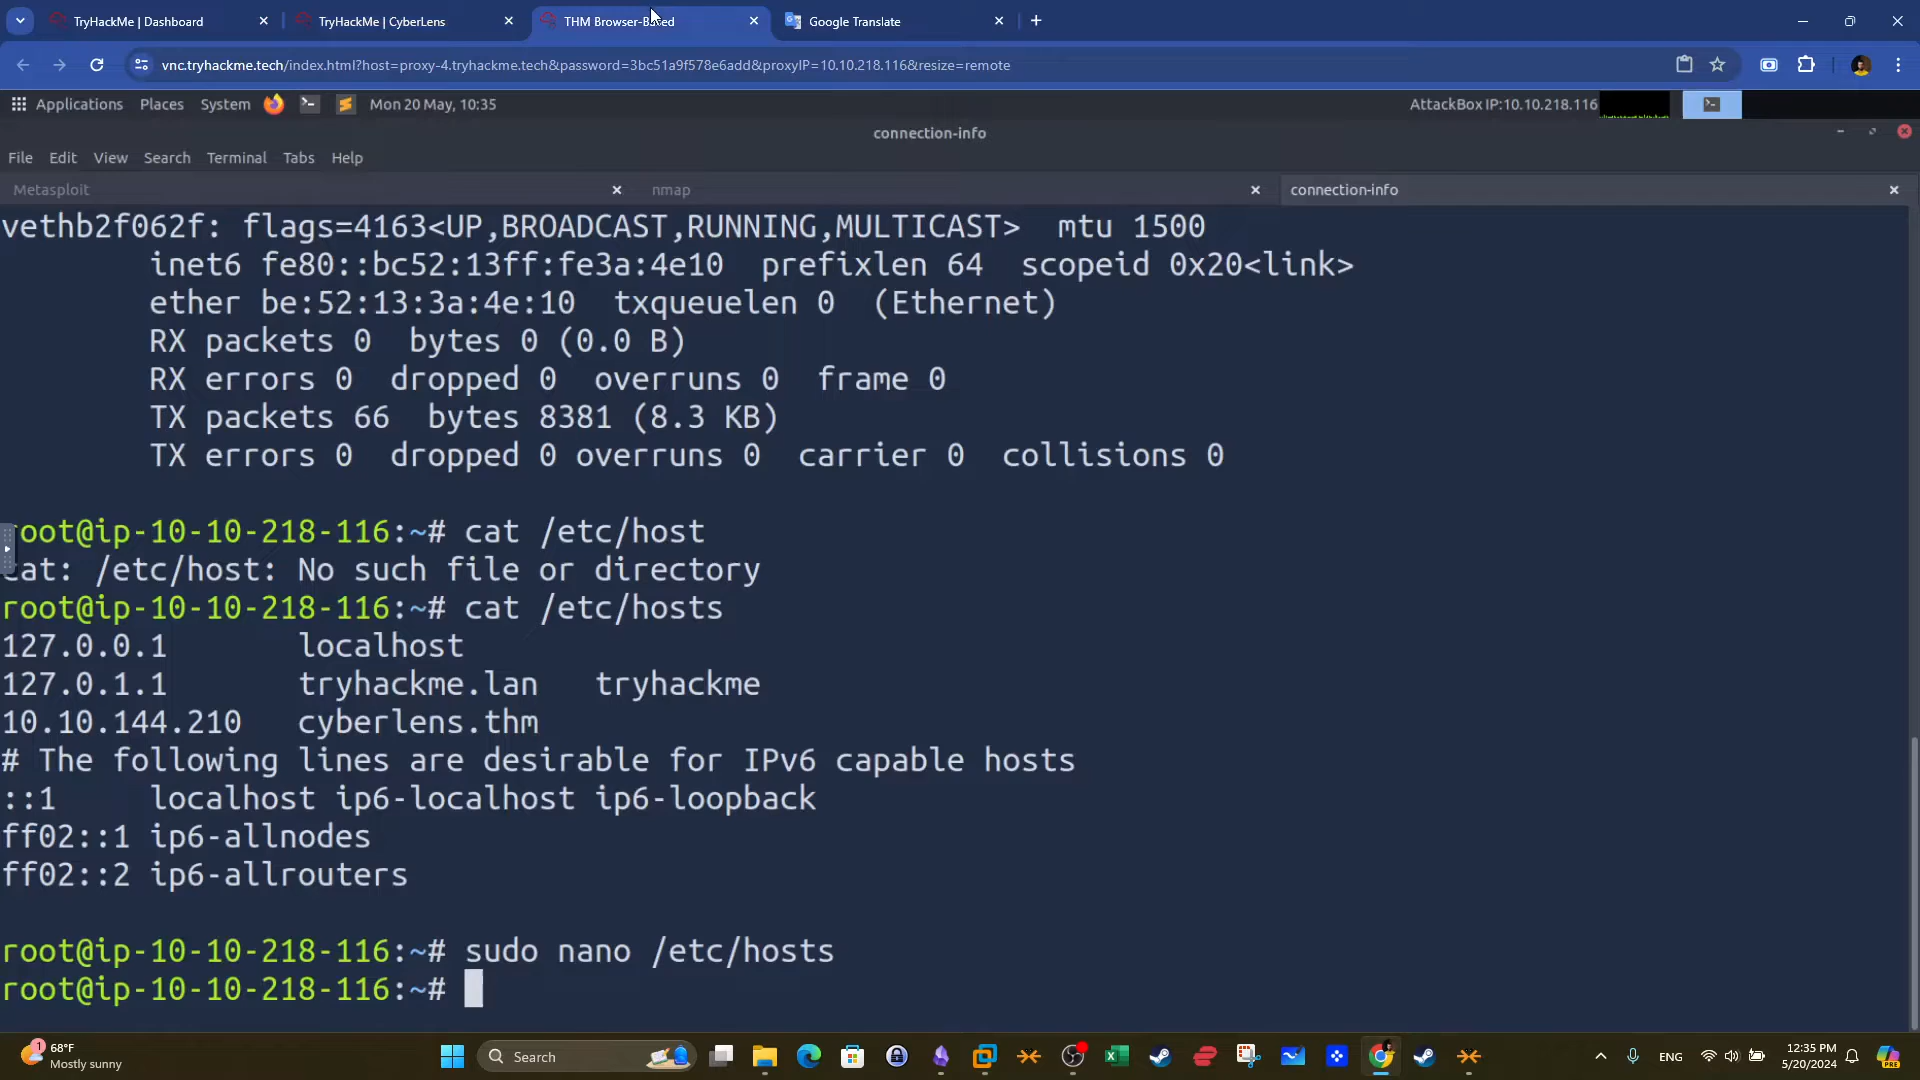 TryHackMe | Dashboard
TryHackMe | CyberLens
THM Browser-Based
Google Translate
vnc.tryhackme.tech/index.html?host=proxy-4.tryhackme.tech&password=3bc51a9f578e6add&proxyIP=10.10.218.116&resize=remote
Applications Places System Mon 20 May, 10:35 AttackBox IP:10.10.218.116
connection-info
File Edit View Search Terminal Tabs Help
Metasploit nmap connection-info
vethb2f062f: flags=4163<UP,BROADCAST,RUNNING,MULTICAST> mtu 1500
inet6 fe80::bc52:13ff:fe3a:4e10 prefixlen 64 scopeid 0x20<link>
ether be:52:13:3a:4e:10 txqueuelen 0 (Ethernet)
RX packets 0 bytes 0 (0.0 B)
RX errors 0 dropped 0 overruns 0 frame 0
TX packets 66 bytes 8381 (8.3 KB)
TX errors 0 dropped 0 overruns 0 carrier 0 collisions 0
root@ip-10-10-218-116:~# cat /etc/host
cat: /etc/host: No such file or directory
root@ip-10-10-218-116:~# cat /etc/hosts
127.0.0.1 localhost
127.0.1.1 tryhackme.lan tryhackme
10.10.144.210 cyberlens.thm
# The following lines are desirable for IPv6 capable hosts
::1 localhost ip6-localhost ip6-loopback
ff02::1 ip6-allnodes
ff02::2 ip6-allrouters
root@ip-10-10-218-116:~# sudo nano /etc/hosts
root@ip-10-10-218-116:~#
1
68°F
Mostly sunny
Search
ENG
12:35 PM
5/20/2024
PRE